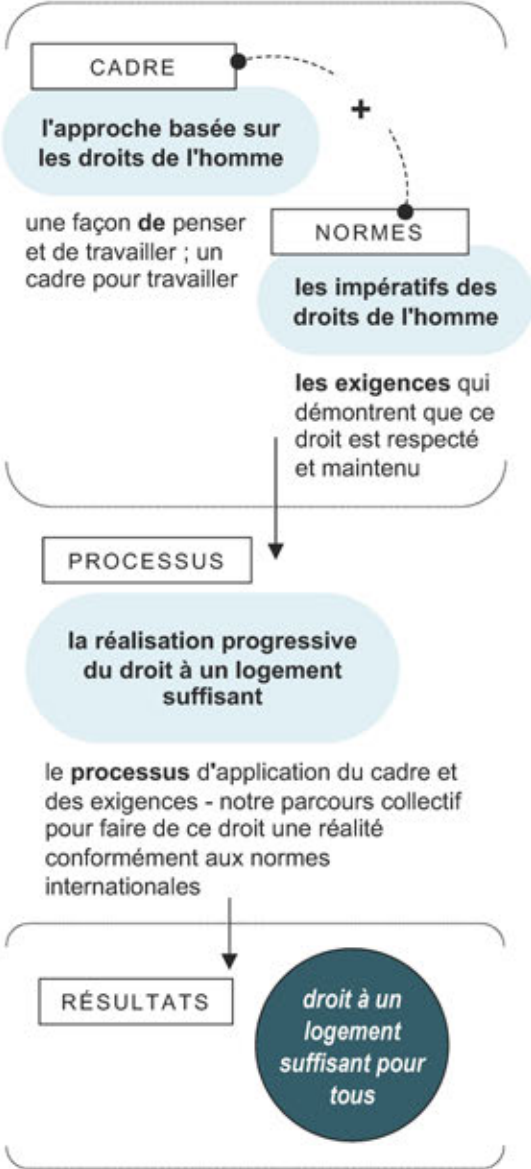 CADRE
l'approche basée sur
les droits de l'homme
une façon de penser
et de travailler ; un
cadre pour travailler
+
NORMES
les impératifs des
droits de l'homme
les exigences qui
démontrent que ce
droit est respecté
et maintenu
PROCESSUS
la réalisation progressive
du droit à un logement
suffisant
le processus d'application du cadre et
des exigences - notre parcours collectif
pour faire de ce droit une réalité
conformément aux normes
internationales
RÉSULTATS
droit à un
logement
suffisant pour
tous